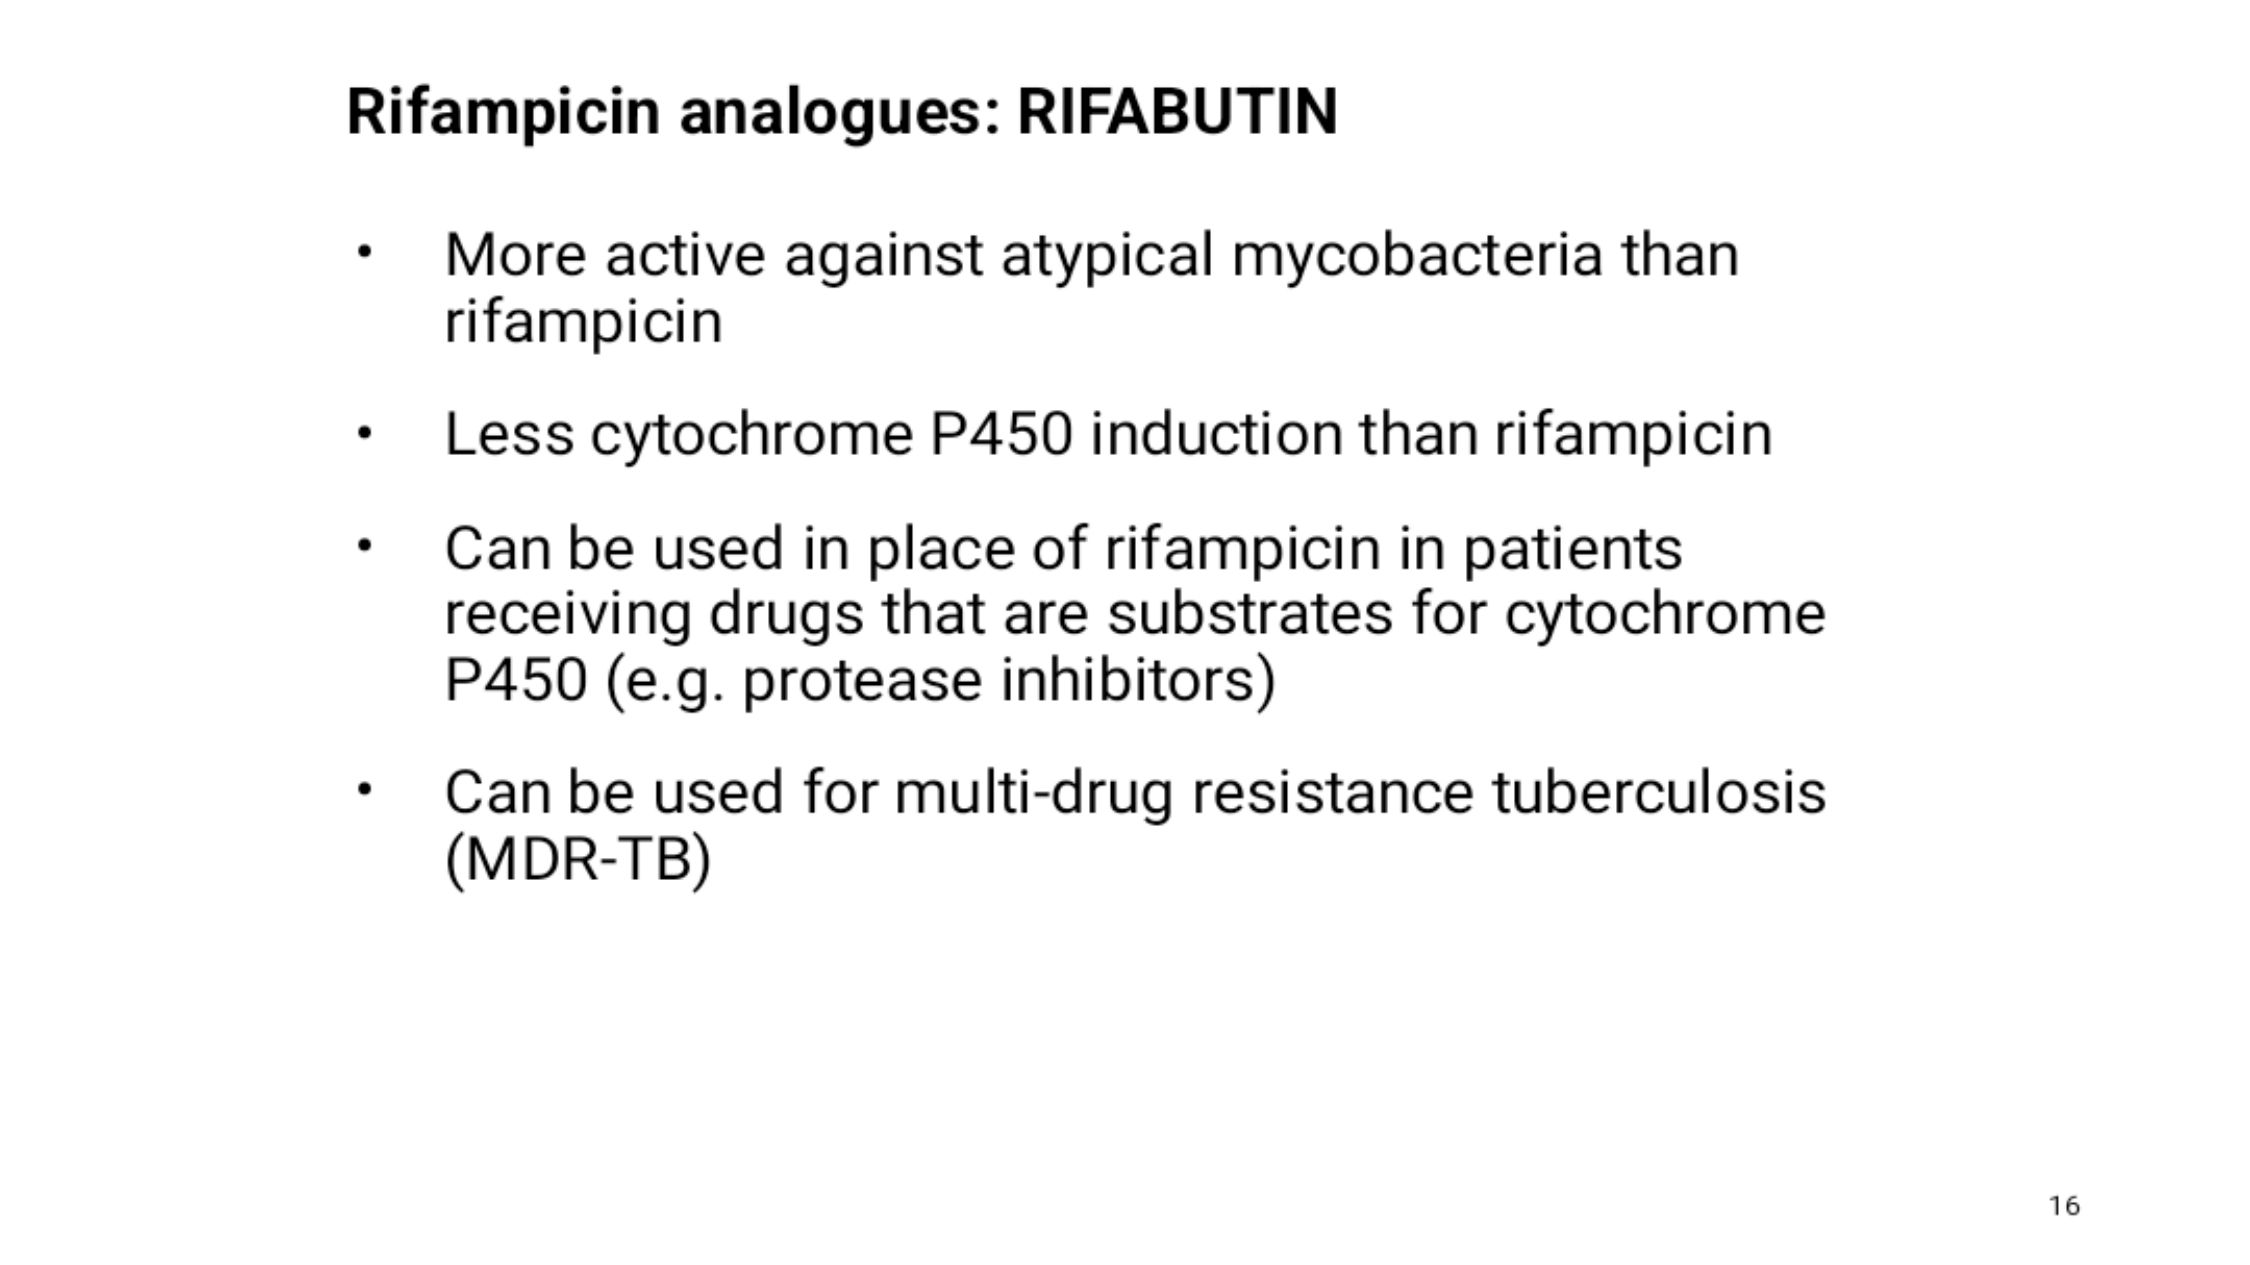 Rifampicin analogues: RIFABUTIN
• More active against atypical mycobacteria than
rifampicin
• Less cytochrome P450 induction than rifampicin
• Can be used in place of rifampicin in patients
receiving drugs that are substrates for cytochrome
P450 (e.g. protease inhibitors)
• Can be used for multi-drug resistance tuberculosis
(MDR-TB)
16